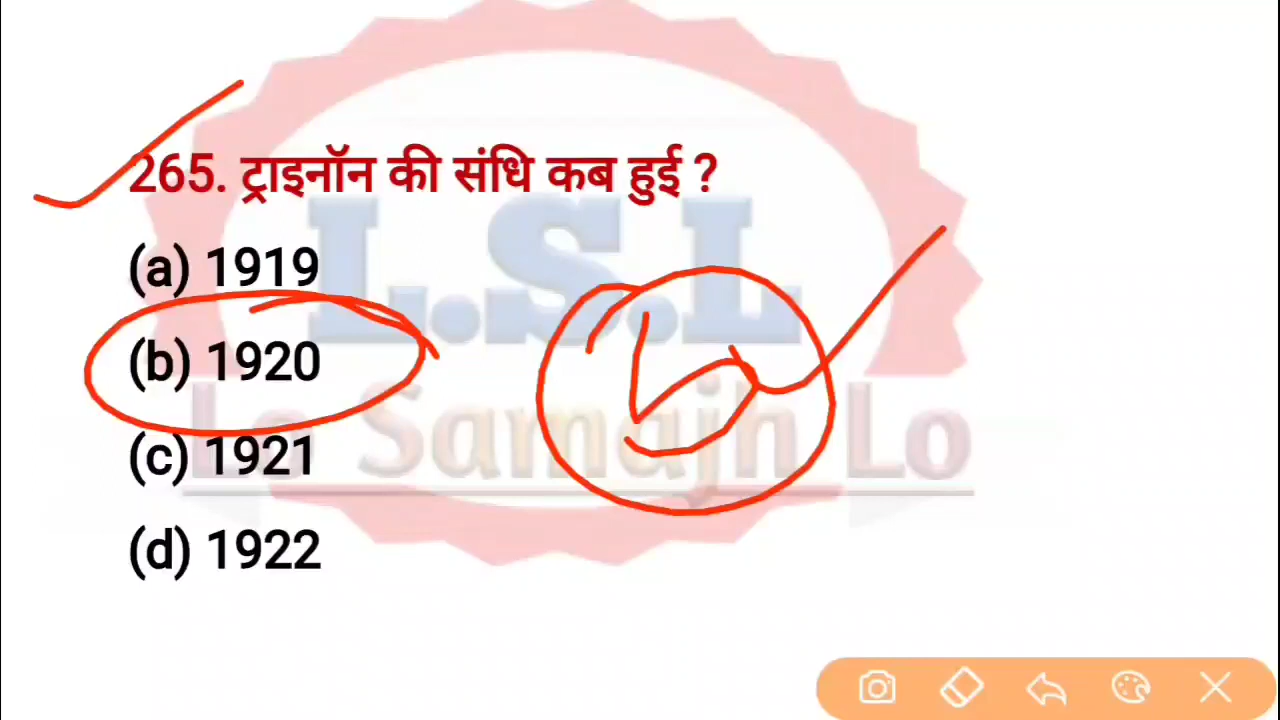 265. ट्राइनॉन की संधि कब हुई ?
(a) 1919
(b) 1920
(c) 1921
(d) 1922
L.S.L
Lo Samajh Lo
b